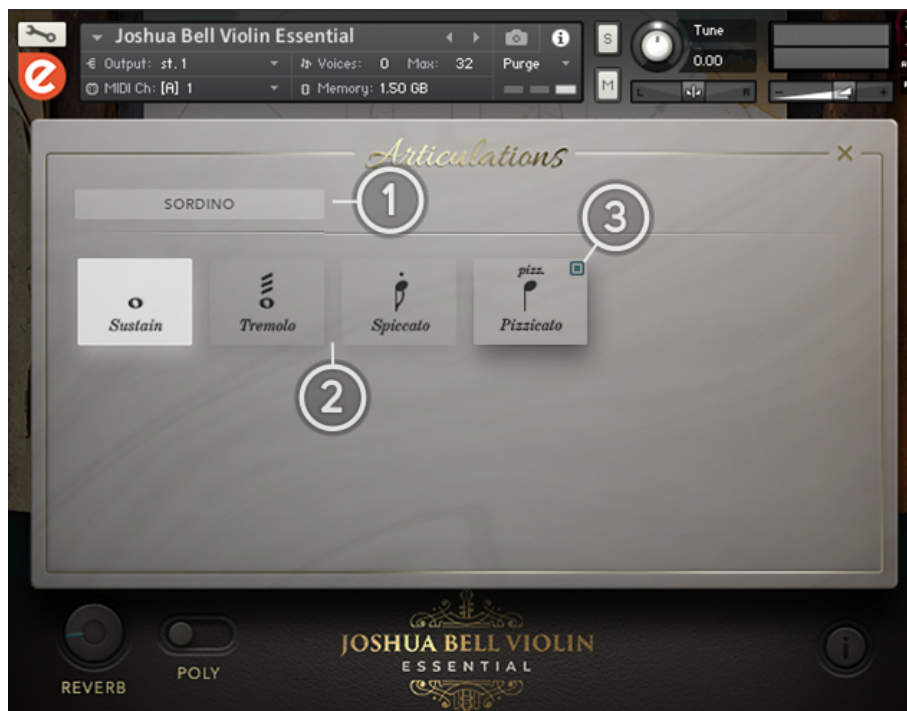 Joshua Bell Violin Essential
S
Tune
Output: st.1
Voices: 0 Max: 32
Purge
0.00
MIDI Ch: [A] 1
Memory: 1.50 GB
M
L
R
- +
e
i
Articulations
×
SORDINO
1
3
pizz.
Sustain
Tremolo
Spiccato
Pizzicato
2
REVERB
POLY
JOSHUA BELL VIOLIN
ESSENTIAL
i